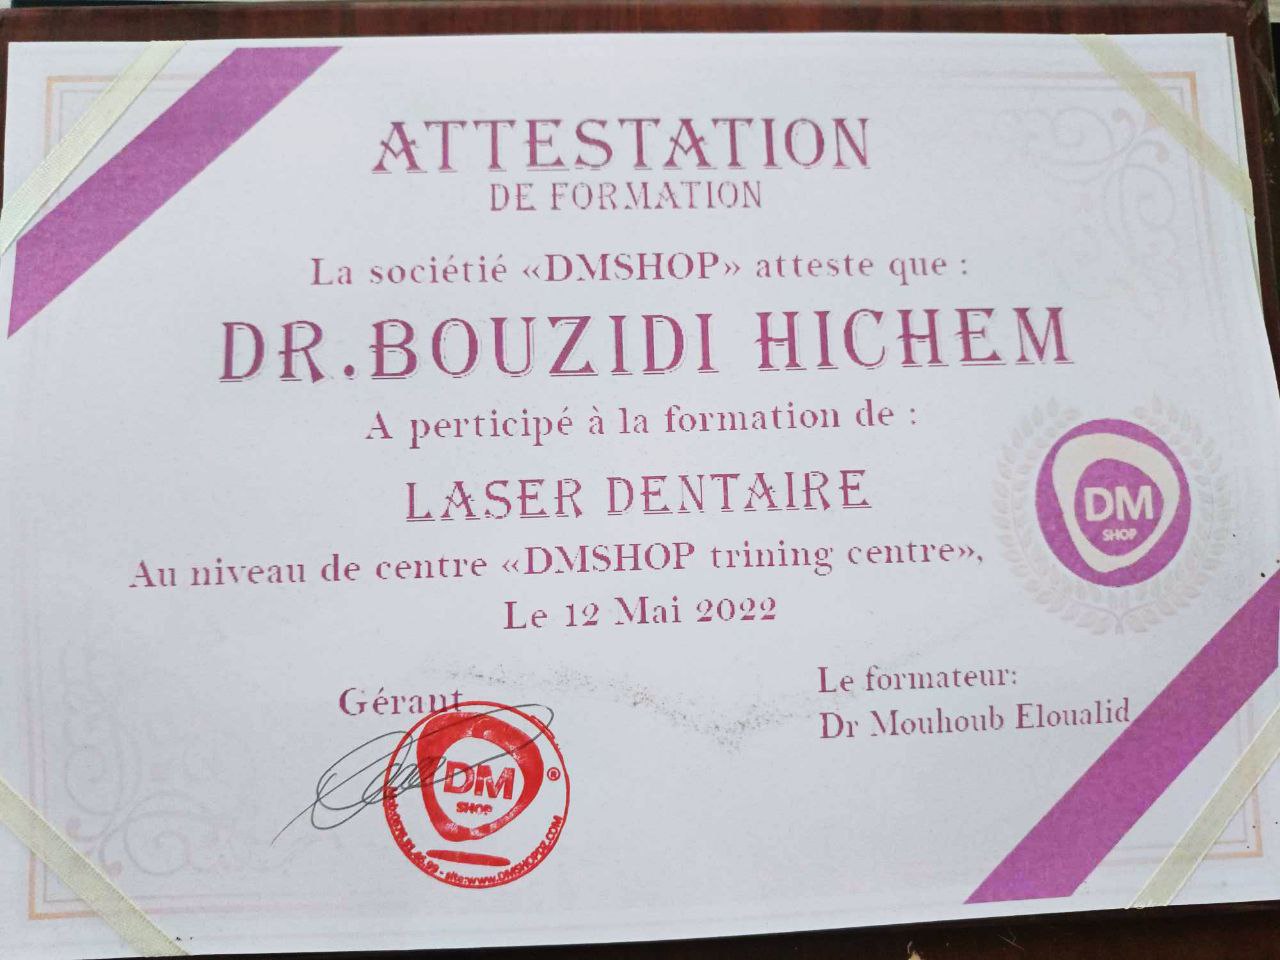 ATTESTATION
DE FORMATION
La sociétié «DMSHOP» atteste que :
DR.BOUZIDI HICHEM
A perticipé à la formation de :
LASER DENTAIRE
DM
SHOP
Au niveau de centre «DMSHOP trining centre»,
Le 12 Mai 2022
Gérant
Le formateur:
Dr Mouhoub Eloualid
DM
SHOP
®
site:www.DMSHOPDZ.COM